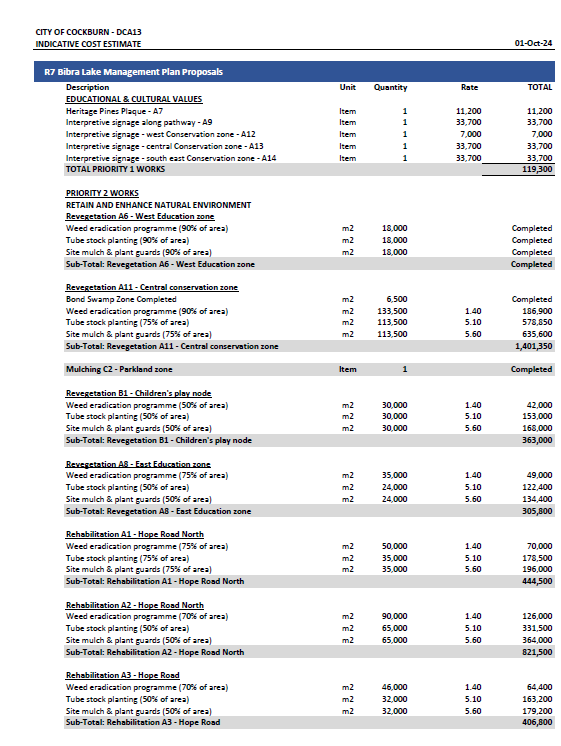 CITY OF COCKBURN - DCA13
INDICATIVE COST ESTIMATE 01-Oct-24
R7 Bibra Lake Management Plan Proposals
Description Unit Quantity Rate TOTAL
EDUCATIONAL & CULTURAL VALUES
Heritage Pines Plaque - A7 Item 1 11,200 11,200
Interpretive signage along pathway - A9 Item 1 33,700 33,700
Interpretive signage - west Conservation zone - A12 Item 1 7,000 7,000
Interpretive signage - central Conservation zone - A13 Item 1 33,700 33,700
Interpretive signage - south east Conservation zone - A14 Item 1 33,700 33,700
TOTAL PRIORITY 1 WORKS 119,300
PRIORITY 2 WORKS
RETAIN AND ENHANCE NATURAL ENVIRONMENT
Revegetation A6 - West Education zone
Weed eradication programme (90% of area) m2 18,000 Completed
Tube stock planting (90% of area) m2 18,000 Completed
Site mulch & plant guards (90% of area) m2 18,000 Completed
Sub-Total: Revegetation A6 - West Education zone Completed
Revegetation A11 - Central conservation zone
Bond Swamp Zone Completed m2 6,500 Completed
Weed eradication programme (90% of area) m2 133,500 1.40 186,900
Tube stock planting (75% of area) m2 113,500 5.10 578,850
Site mulch & plant guards (75% of area) m2 113,500 5.60 635,600
Sub-Total: Revegetation A11 - Central conservation zone 1,401,350
Mulching C2 - Parkland zone Item 1 Completed
Revegetation B1 - Children's play node
Weed eradication programme (50% of area) m2 30,000 1.40 42,000
Tube stock planting (50% of area) m2 30,000 5.10 153,000
Site mulch & plant guards (50% of area) m2 30,000 5.60 168,000
Sub-Total: Revegetation B1 - Children's play node 363,000
Revegetation A8 - East Education zone
Weed eradication programme (75% of area) m2 35,000 1.40 49,000
Tube stock planting (50% of area) m2 24,000 5.10 122,400
Site mulch & plant guards (50% of area) m2 24,000 5.60 134,400
Sub-Total: Revegetation A8 - East Education zone 305,800
Rehabilitation A1 - Hope Road North
Weed eradication programme (75% of area) m2 50,000 1.40 70,000
Tube stock planting (75% of area) m2 35,000 5.10 178,500
Site mulch & plant guards (75% of area) m2 35,000 5.60 196,000
Sub-Total: Rehabilitation A1 - Hope Road North 444,500
Rehabilitation A2 - Hope Road North
Weed eradication programme (70% of area) m2 90,000 1.40 126,000
Tube stock planting (50% of area) m2 65,000 5.10 331,500
Site mulch & plant guards (50% of area) m2 65,000 5.60 364,000
Sub-Total: Rehabilitation A2 - Hope Road North 821,500
Rehabilitation A3 - Hope Road
Weed eradication programme (70% of area) m2 46,000 1.40 64,400
Tube stock planting (50% of area) m2 32,000 5.10 163,200
Site mulch & plant guards (50% of area) m2 32,000 5.60 179,200
Sub-Total: Rehabilitation A3 - Hope Road 406,800